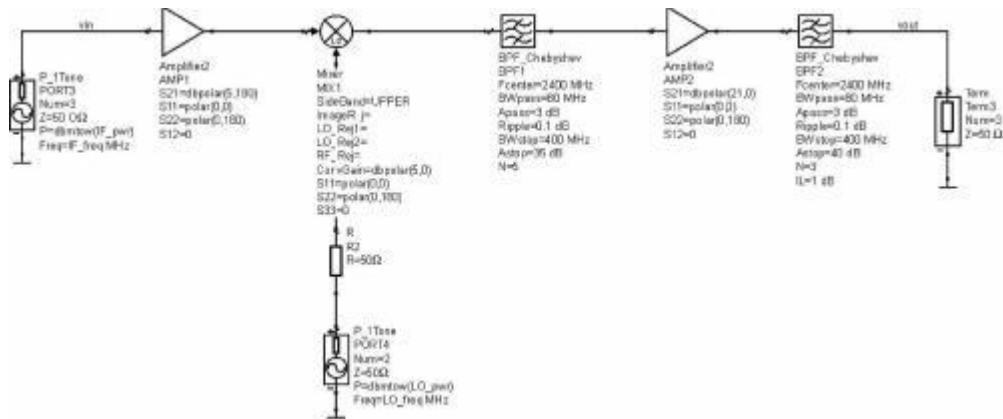 vin
vout
P_1Tone
PORT3
Num=3
Z=50 OΩ
P=dbmtow(IF_pwr)
Freq=IF_freq MHz
Amplifier2
AMP1
S21=dbpolar(5,180)
S11=polar(0,0)
S22=polar(0,180)
S12=0
Mixer
MIX1
SideBand=UPPER
ImageRej=
LO_Rej1=
LO_Rej2=
RF_Rej=
ConvGain=dbpolar(5,0)
S11=polar(0,0)
S22=polar(0,180)
S33=0
BPF_Chebyshev
BPF1
Fcenter=2400 MHz
BWpass=80 MHz
Apass=3 dB
Ripple=0.1 dB
BWstop=400 MHz
Astop=35 dB
N=5
Amplifier2
AMP2
S21=dbpolar(21,0)
S11=polar(0,0)
S22=polar(0,180)
S12=0
BPF_Chebyshev
BPF2
Fcenter=2400 MHz
BWpass=80 MHz
Apass=3 dB
Ripple=0.1 dB
BWstop=400 MHz
Astop=40 dB
N=3
IL=1 dB
Term
Term3
Num=3
Z=50 Ω
R
R2
R=50Ω
P_1Tone
PORT4
Num=2
Z=50Ω
P=dbmtow(LO_pwr)
Freq=LO_freq MHz